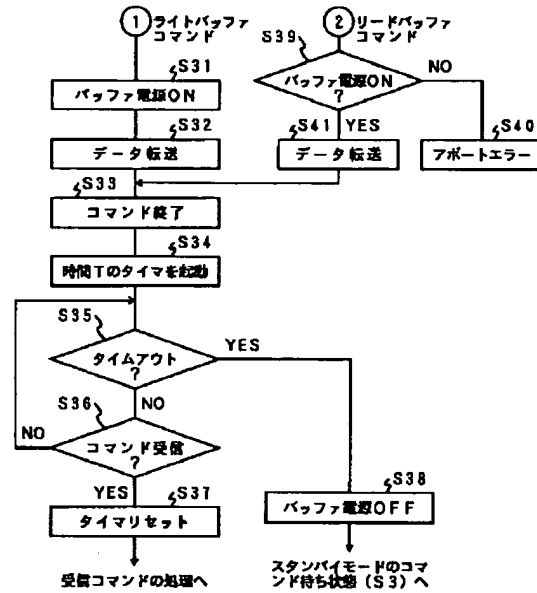 1 ライトバッファ
コマンド
2 リードバッファ
コマンド
S31
バッファ電源ON
S39
バッファ電源ON
?
NO
YES
S32
データ転送
S41
データ転送
S40
アボートエラー
S33
コマンド終了
S34
時間Tのタイマを起動
S35
タイムアウト
?
YES
NO
S36
コマンド受信
?
NO
YES
S37
タイマリセット
S38
バッファ電源OFF
受信コマンドの処理へ
スタンバイモードのコマ
ンド待ち状態(S3)へ